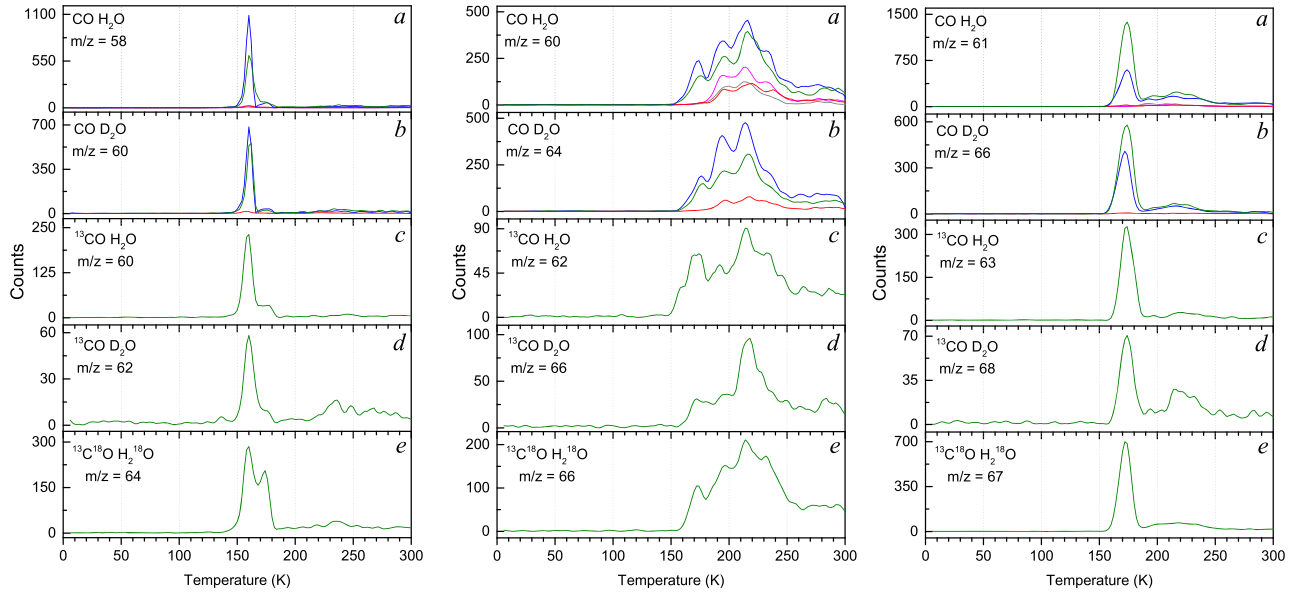 1100
550
0
CO H₂O
m/z = 58
a
700
350
0
CO D₂O
m/z = 60
b
250
125
0
¹³CO H₂O
m/z = 60
c
60
30
0
¹³CO D₂O
m/z = 62
d
300
150
0
¹³C¹⁸O H₂¹⁸O
m/z = 64
e
Counts
0 50 100 150 200 250 300
Temperature (K)
500
250
0
CO H₂O
m/z = 60
a
500
250
0
CO D₂O
m/z = 64
b
90
45
0
¹³CO H₂O
m/z = 62
c
100
50
0
¹³CO D₂O
m/z = 66
d
200
100
0
¹³C¹⁸O H₂¹⁸O
m/z = 66
e
Counts
0 50 100 150 200 250 300
Temperature (K)
1500
750
0
CO H₂O
m/z = 61
a
600
300
0
CO D₂O
m/z = 66
b
300
150
0
¹³CO H₂O
m/z = 63
c
70
35
0
¹³CO D₂O
m/z = 68
d
700
350
0
¹³C¹⁸O H₂¹⁸O
m/z = 67
e
Counts
0 50 100 150 200 250 300
Temperature (K)